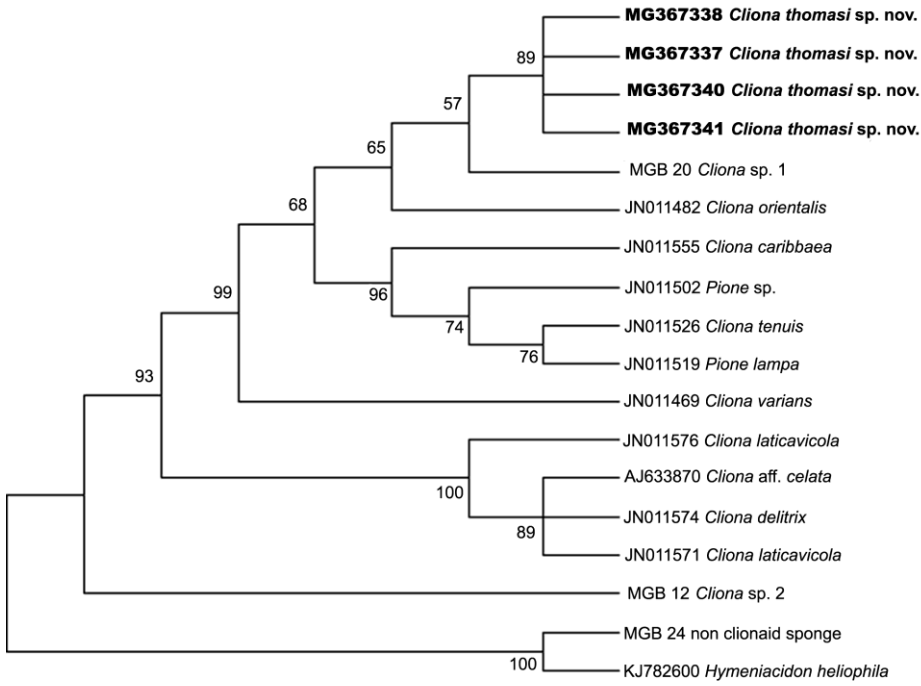 MG367338 Cliona thomasi sp. nov.
MG367337 Cliona thomasi sp. nov.
89
MG367340 Cliona thomasi sp. nov.
57
MG367341 Cliona thomasi sp. nov.
65
MGB 20 Cliona sp. 1
68
JN011482 Cliona orientalis
JN011555 Cliona caribbaea
99
96
JN011502 Pione sp.
74
JN011526 Cliona tenuis
76
JN011519 Pione lampa
93
JN011469 Cliona varians
JN011576 Cliona laticavicola
100
AJ633870 Cliona aff. celata
JN011574 Cliona delitrix
89
JN011571 Cliona laticavicola
MGB 12 Cliona sp. 2
MGB 24 non clionaid sponge
100
KJ782600 Hymeniacidon heliophila